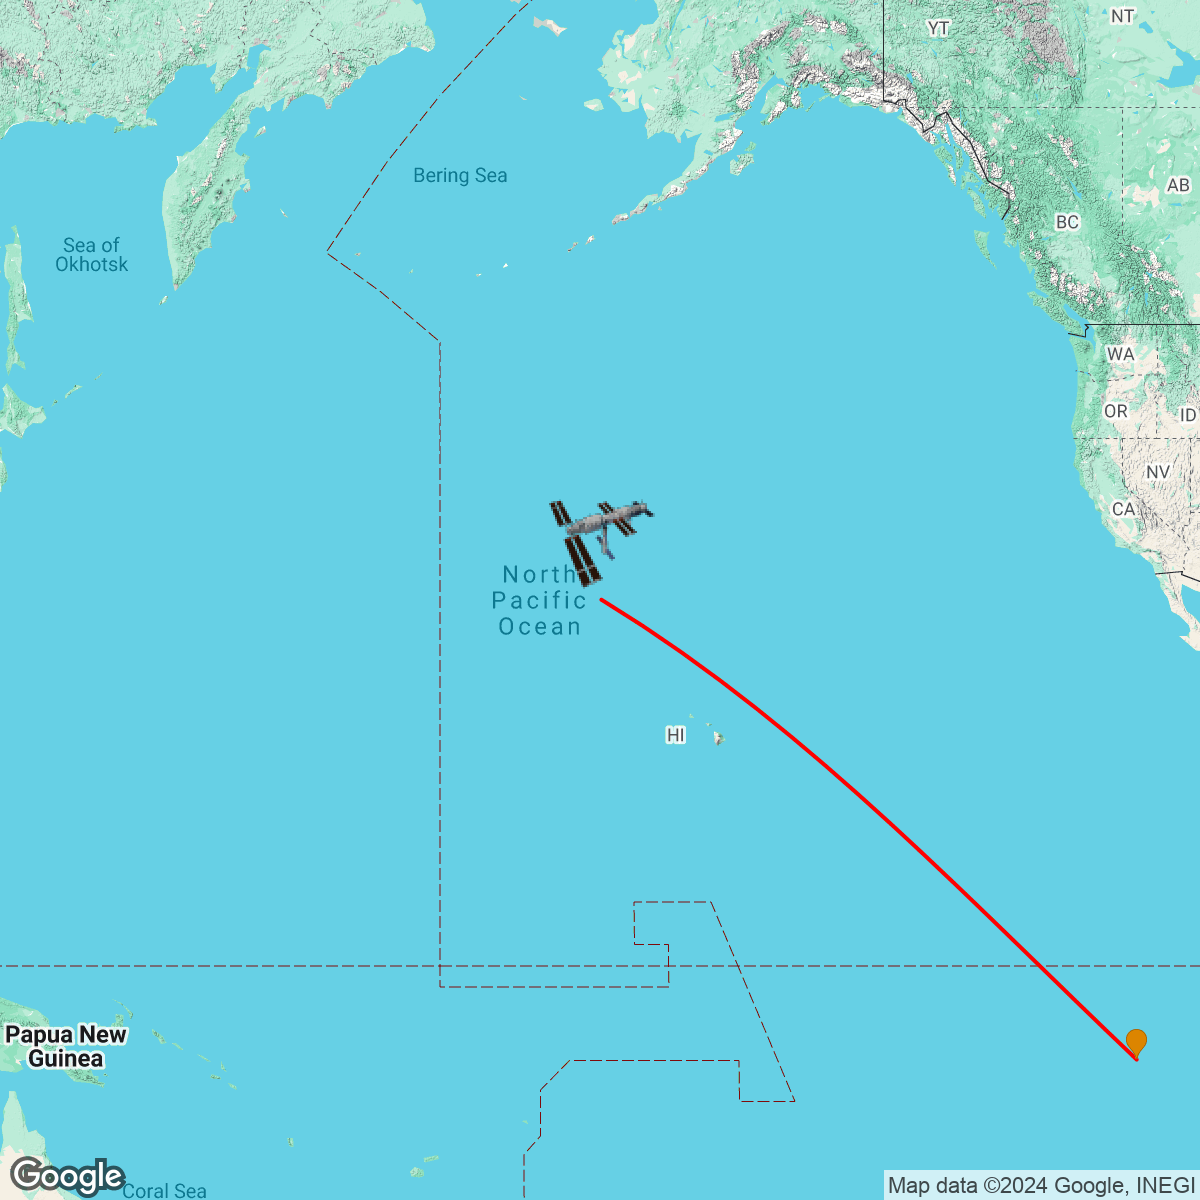 NT
YT
Bering Sea
AB
BC
Sea of
Okhotsk
WA
OR
ID
NV
CA
North
Pacific
Ocean
HI
Papua New
Guinea
Google
Coral Sea
Map data ©2024 Google, INEGI